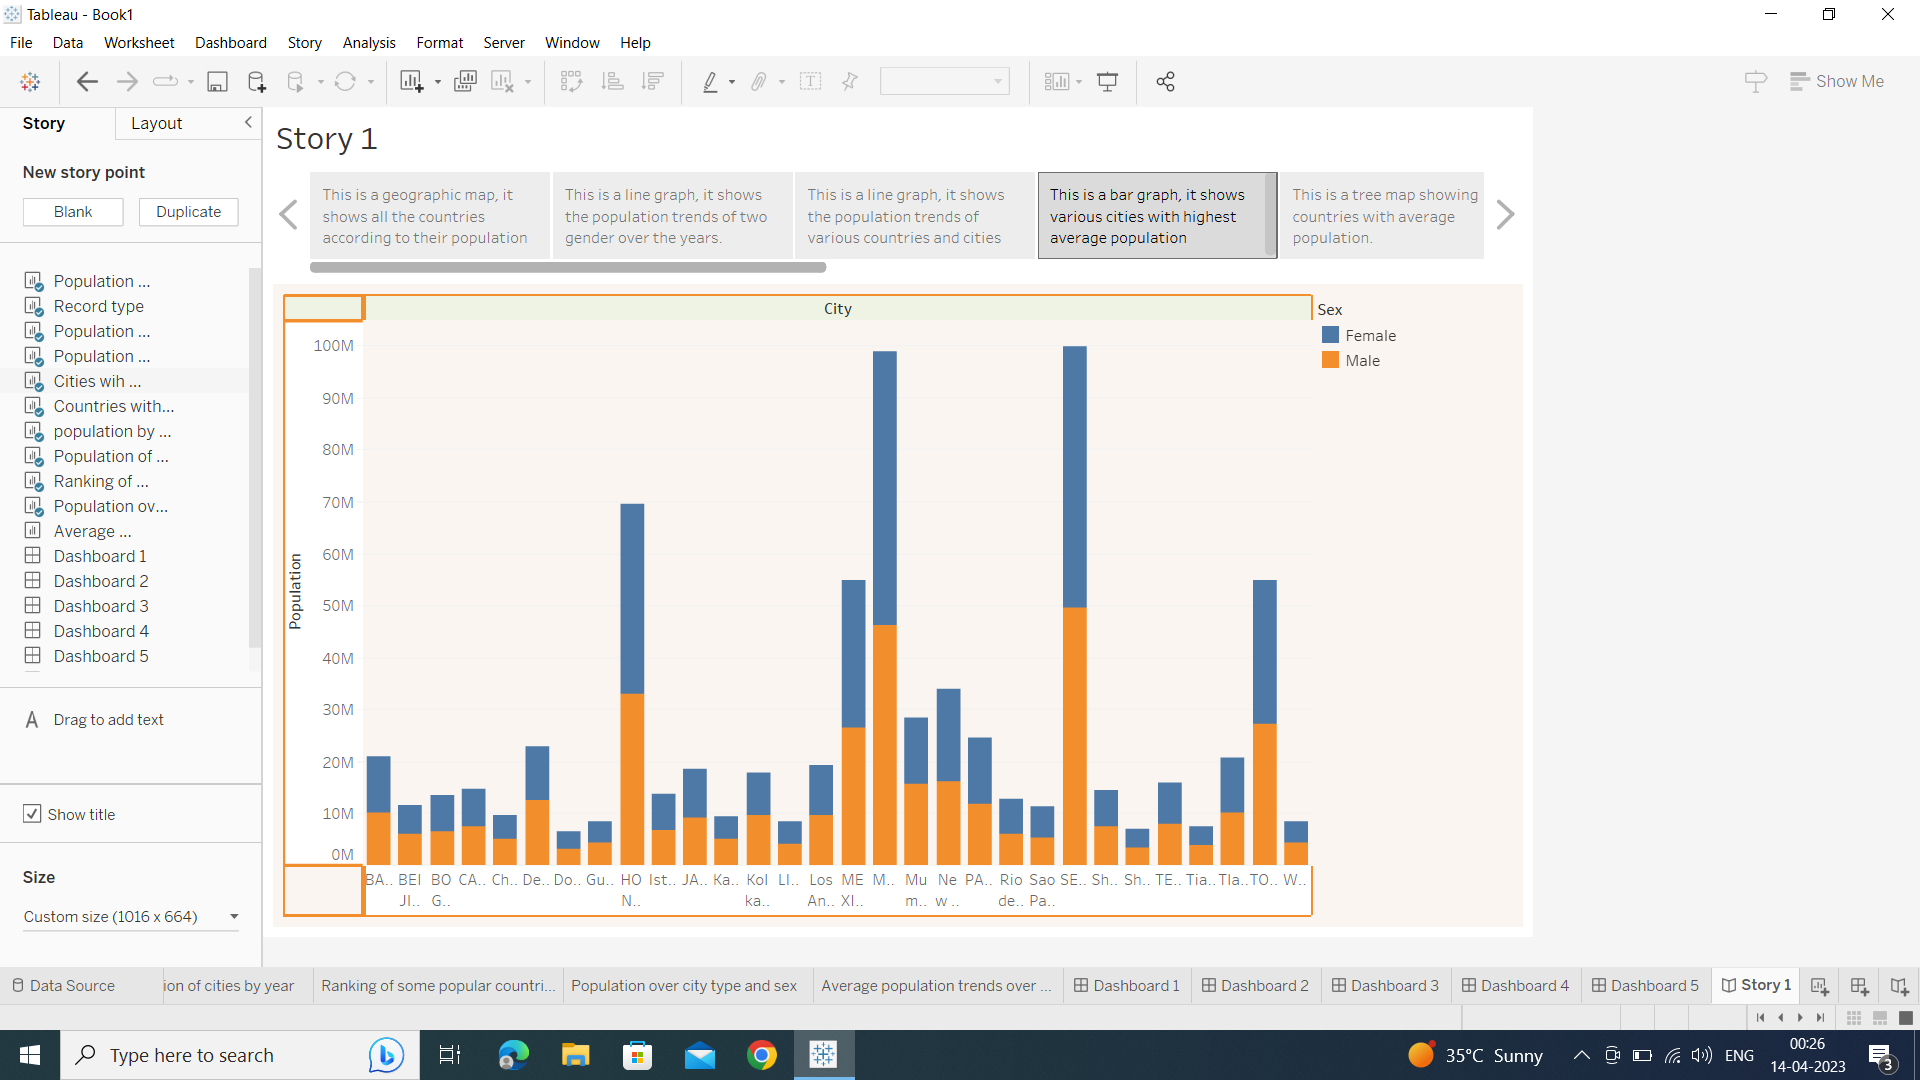 Tableau - Book1
File Data Worksheet Dashboard Story Analysis Format Server Window Help
Show Me
Story Layout
Story 1
New story point
Blank Duplicate
This is a geographic map, it
shows all the countries
according to their population
This is a line graph, it shows
the population trends of two
gender over the years.
This is a line graph, it shows
the population trends of
various countries and cities
This is a bar graph, it shows
various cities with highest
average population
This is a tree map showing
countries with average
population.
Population ...
Record type
Population ...
Population ...
Cities wih ...
Countries with...
population by ...
Population of ...
Ranking of ...
Population ov...
Average ...
Dashboard 1
Dashboard 2
Dashboard 3
Dashboard 4
Dashboard 5
A Drag to add text
Show title
Size
Custom size (1016 x 664)
City
Sex
Female
Male
Population
100M
90M
80M
70M
60M
50M
40M
30M
20M
10M
0M
BA.. BEI BO CA.. Ch.. De.. Do.. Gu.. HO Ist.. JA.. Ka.. Kol LI.. Los ME M.. Mu Ne PA.. Rio Sao SE.. Sh.. Sh.. TE.. Tia.. Tla.. TO.. W..
JI.. G.. N.. ka.. An.. XI.. m.. w .. de.. Pa..
Data Source ion of cities by year Ranking of some popular countri... Population over city type and sex Average population trends over ... Dashboard 1 Dashboard 2 Dashboard 3 Dashboard 4 Dashboard 5 Story 1
Type here to search
35°C Sunny
ENG
00:26
14-04-2023
3